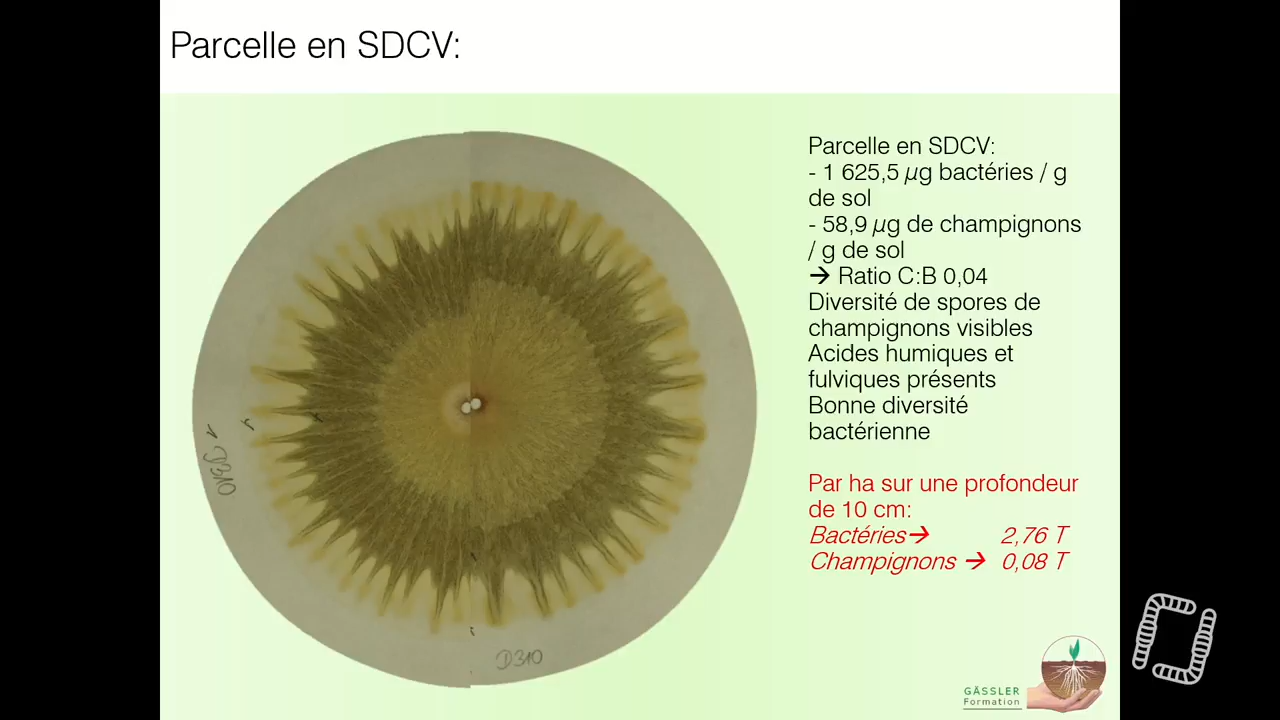 Parcelle en SDCV:
Parcelle en SDCV:
- 1 625,5 µg bactéries / g
de sol
- 58,9 µg de champignons
/ g de sol
→ Ratio C:B 0,04
Diversité de spores de
champignons visibles
Acides humiques et
fulviques présents
Bonne diversité
bactérienne
Par ha sur une profondeur
de 10 cm:
Bactéries→ 2,76 T
Champignons → 0,08 T
D310
GÄSSLER
Formation